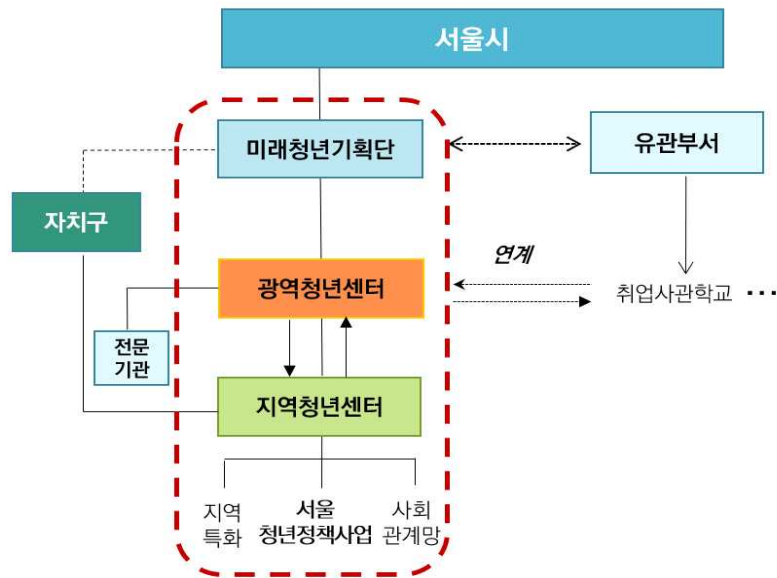 서울시
미래청년기획단
유관부서
자치구
연계
광역청년센터
취업사관학교 ···
전문
기관
지역청년센터
지역
특화
서울
청년정책사업
사회
관계망